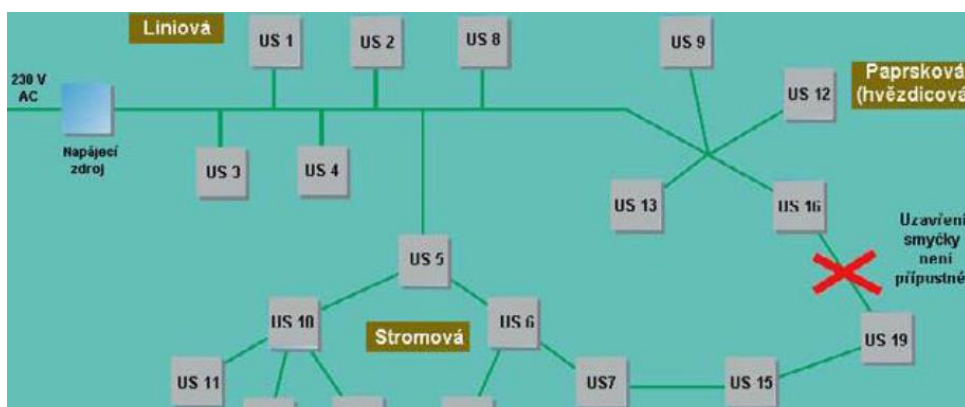 Liniová
US 1
US 2
US 8
US 9
230 V
AC
Paprsková
(hvězdicová
US 12
Napájecí
zdroj
US 3
US 4
US 13
US 16
Uzavření
smyčky
není
přípustné
US 5
US 10
US 6
Stromová
US 19
US 11
US7
US 15